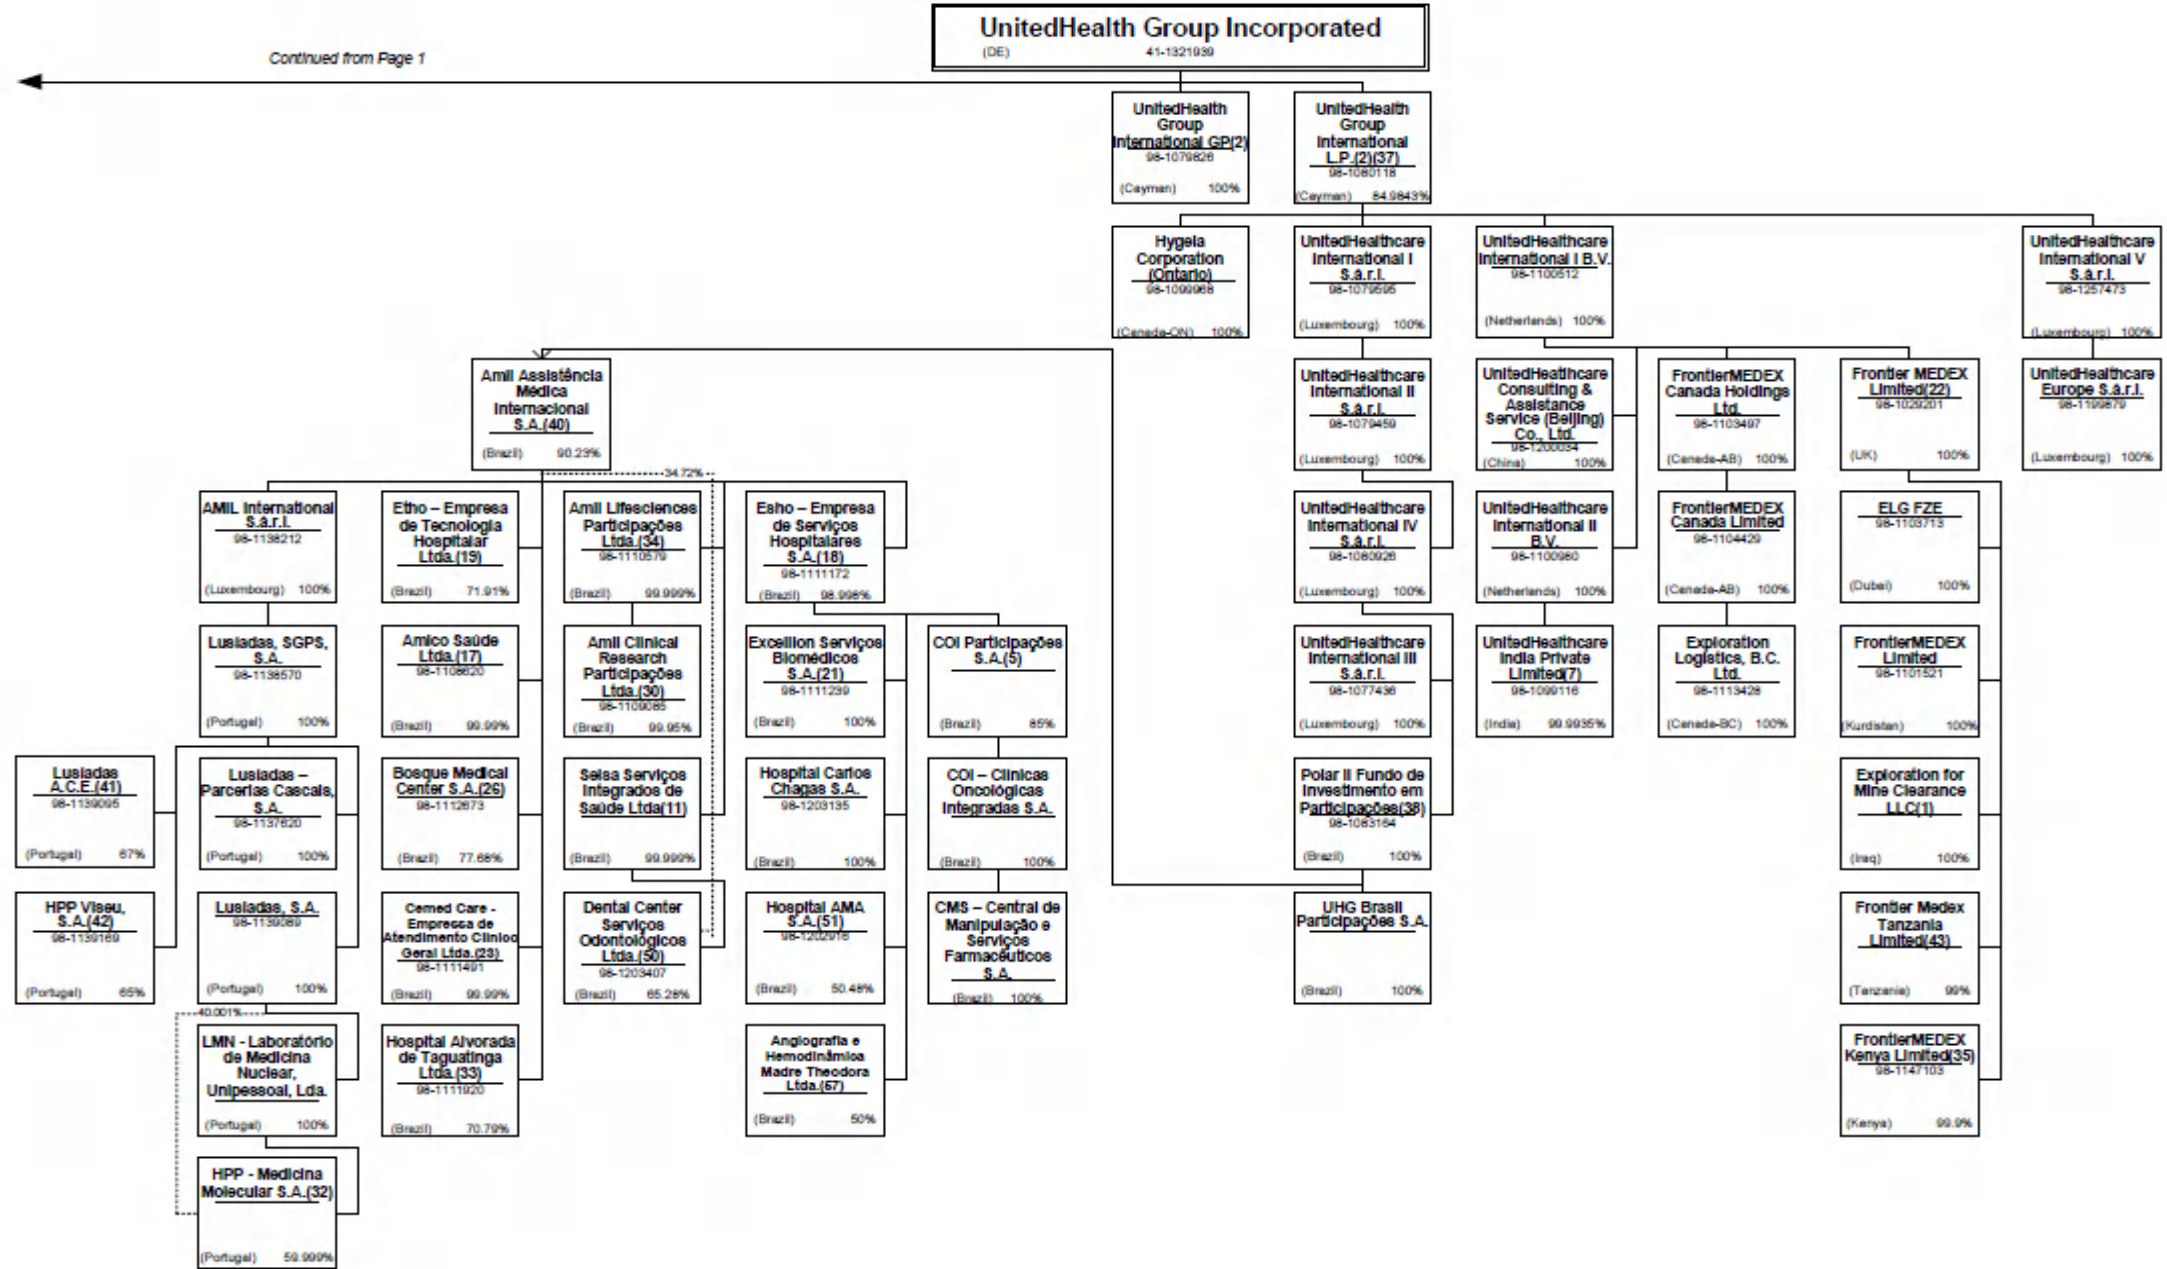 UnitedHealth Group Incorporated
(DE) 41-1321939
Continued from Page 1
UnitedHealth
Group
International GP(2)
98-1079826
(Cayman) 100%
UnitedHealth
Group
International
L.P.(2)(37)
98-1080118
(Cayman) 84.9843%
Hygeia
Corporation
(Ontario)
98-1099968
(Canada-ON) 100%
UnitedHealthcare
International I
S.à.r.l.
98-1079595
(Luxembourg) 100%
UnitedHealthcare
International I B.V.
98-1100512
(Netherlands) 100%
UnitedHealthcare
International V
S.à.r.l.
98-1257473
(Luxembourg) 100%
Amil Assistência
Médica
Internacional
S.A.(40)
(Brazil) 90.23%
UnitedHealthcare
International II
S.à.r.l.
98-1079459
(Luxembourg) 100%
UnitedHealthcare
Consulting &
Assistance
Service (Beijing)
Co., Ltd.
98-1200034
(China) 100%
FrontierMEDEX
Canada Holdings
Ltd.
98-1103497
(Canada-AB) 100%
Frontier MEDEX
Limited(22)
98-1029201
(UK) 100%
UnitedHealthcare
Europe S.à.r.l.
98-1199879
(Luxembourg) 100%
34.72%
AMIL International
S.à.r.l.
98-1138212
(Luxembourg) 100%
Etho – Empresa
de Tecnologia
Hospitalar
Ltda.(19)
(Brazil) 71.91%
Amil Lifesciences
Participações
Ltda.(34)
98-1110579
(Brazil) 99.999%
Esho – Empresa
de Serviços
Hospitalares
S.A.(18)
98-1111172
(Brazil) 98.998%
UnitedHealthcare
International IV
S.à.r.l.
98-1080926
(Luxembourg) 100%
UnitedHealthcare
International II
B.V.
98-1100980
(Netherlands) 100%
FrontierMEDEX
Canada Limited
98-1104429
(Canada-AB) 100%
ELG FZE
98-1103713
(Dubai) 100%
Lusiadas, SGPS,
S.A.
98-1138570
(Portugal) 100%
Amico Saúde
Ltda.(17)
98-1108620
(Brazil) 99.99%
Amil Clinical
Research
Participações
Ltda.(30)
98-1109085
(Brazil) 99.95%
Excellion Serviços
Biomédicos
S.A.(21)
98-1111239
(Brazil) 100%
COI Participações
S.A.(5)
(Brazil) 85%
UnitedHealthcare
International III
S.à.r.l.
98-1077436
(Luxembourg) 100%
UnitedHealthcare
India Private
Limited(7)
98-1099116
(India) 99.9935%
Exploration
Logistics, B.C.
Ltd.
98-1113428
(Canada-BC) 100%
FrontierMEDEX
Limited
98-1101521
(Kurdistan) 100%
Lusiadas
A.C.E.(41)
98-1139095
(Portugal) 67%
Lusiadas –
Parcerias Cascais,
S.A.
98-1137620
(Portugal) 100%
Bosque Medical
Center S.A.(26)
98-1112673
(Brazil) 77.68%
Seisa Serviços
Integrados de
Saúde Ltda(11)
(Brazil) 99.999%
Hospital Carlos
Chagas S.A.
98-1203135
(Brazil) 100%
COI – Clinicas
Oncológicas
Integradas S.A.
(Brazil) 100%
Polar II Fundo de
Investimento em
Participações(38)
98-1083164
(Brazil) 100%
Exploration for
Mine Clearance
LLC(1)
(Iraq) 100%
HPP Viseu,
S.A.(42)
98-1139169
(Portugal) 65%
Lusiadas, S.A.
98-1139089
(Portugal) 100%
Cemed Care -
Empresa de
Atendimento Clinico
Geral Ltda.(23)
98-1111491
(Brazil) 99.99%
Dental Center
Serviços
Odontológicos
Ltda.(50)
98-1203407
(Brazil) 65.28%
Hospital AMA
S.A.(51)
98-1202916
(Brazil) 50.48%
CMS – Central de
Manipulação e
Serviços
Farmacêuticos
S.A.
(Brazil) 100%
UHG Brasil
Participações S.A.
(Brazil) 100%
Frontier Medex
Tanzania
Limited(43)
(Tanzania) 99%
40.001%
LMN - Laboratório
de Medicina
Nuclear,
Unipessoal, Lda.
(Portugal) 100%
Hospital Alvorada
de Taguatinga
Ltda.(33)
98-1111920
(Brazil) 70.79%
Angiografia e
Hemodinâmica
Madre Theodora
Ltda.(57)
(Brazil) 50%
FrontierMEDEX
Kenya Limited(35)
98-1147103
(Kenya) 99.9%
HPP - Medicina
Molecular S.A.(32)
(Portugal) 59.999%